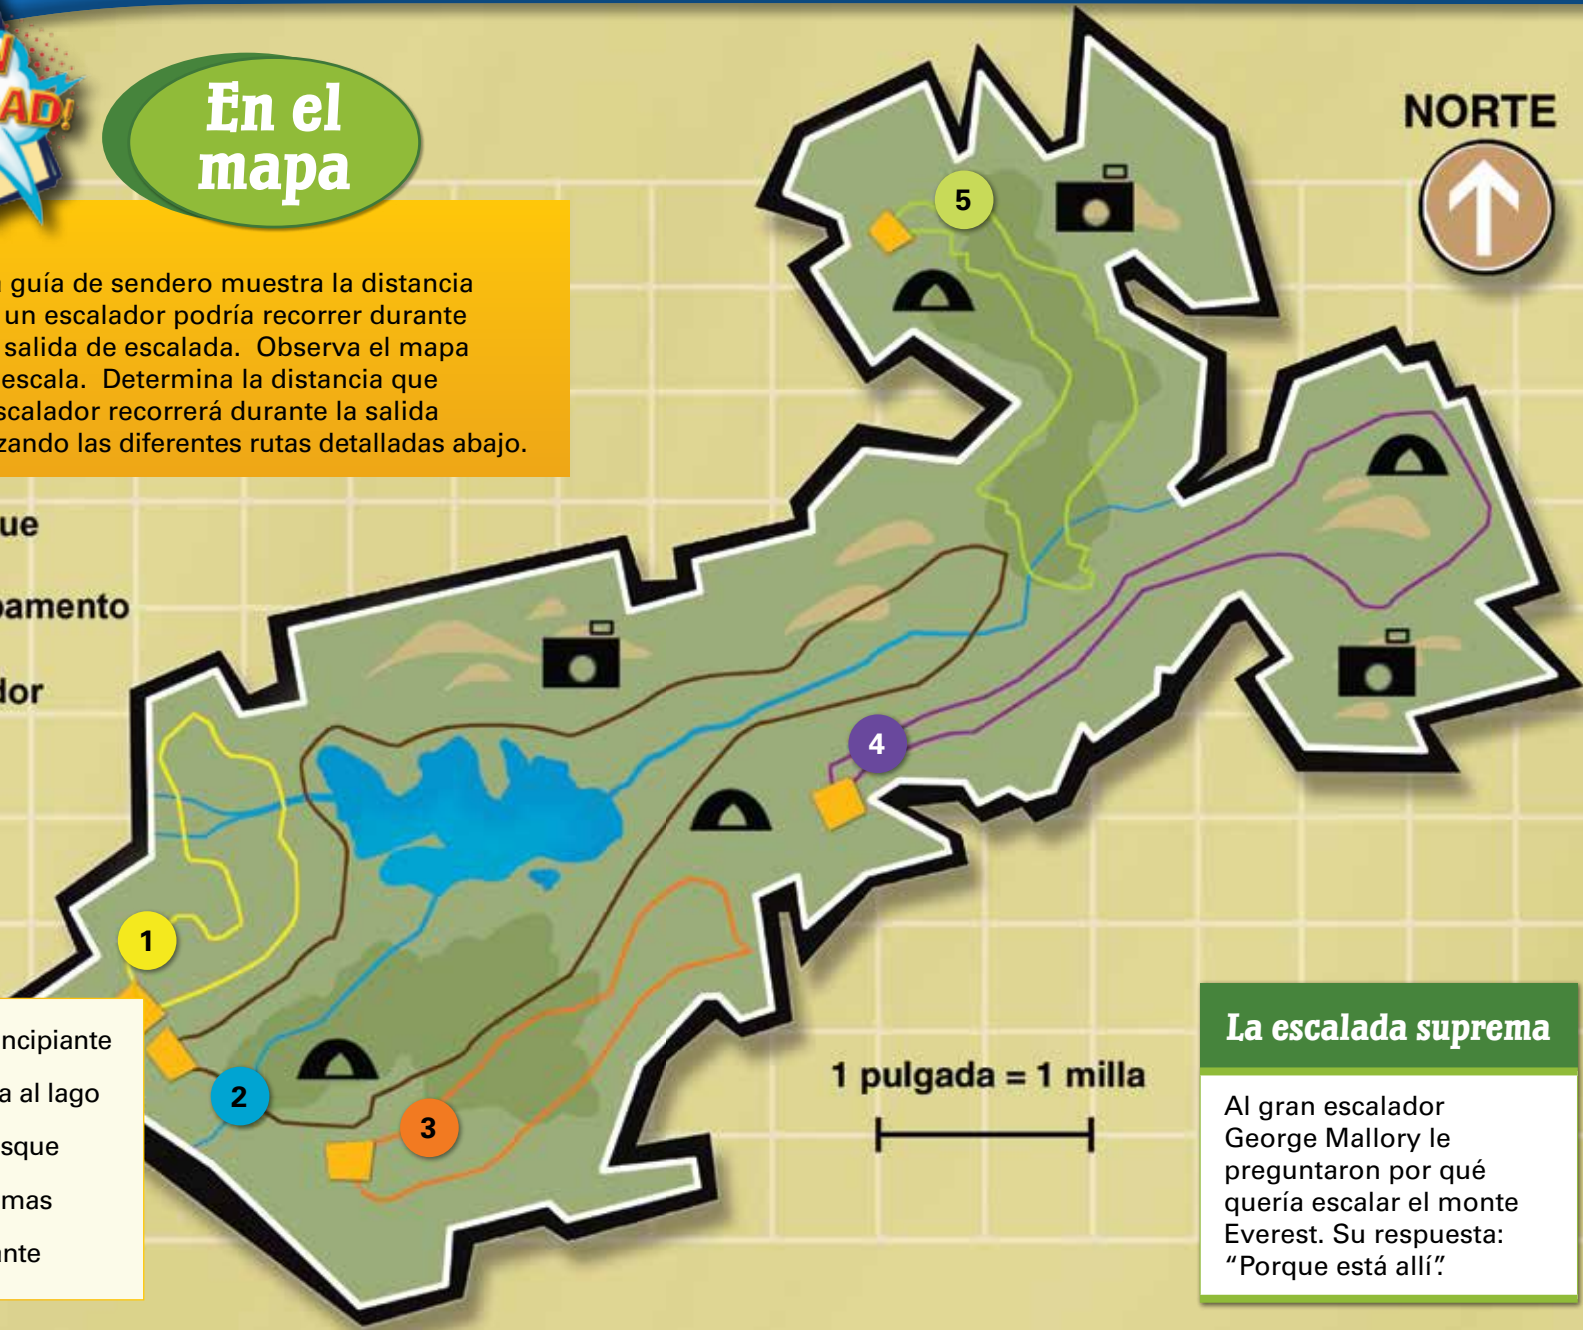 AD!
En el
mapa
guía de sendero muestra la distancia
un escalador podría recorrer durante
salida de escalada. Observa el mapa
escala. Determina la distancia que
scalador recorrerá durante la salida
zando las diferentes rutas detalladas abajo.
NORTE
5
ue
amento
dor
4
1
2
3
ncipiante
a al lago
sque
mas
ante
1 pulgada = 1 milla
La escalada suprema
Al gran escalador
George Mallory le
preguntaron por qué
quería escalar el monte
Everest. Su respuesta:
“Porque está allí”.